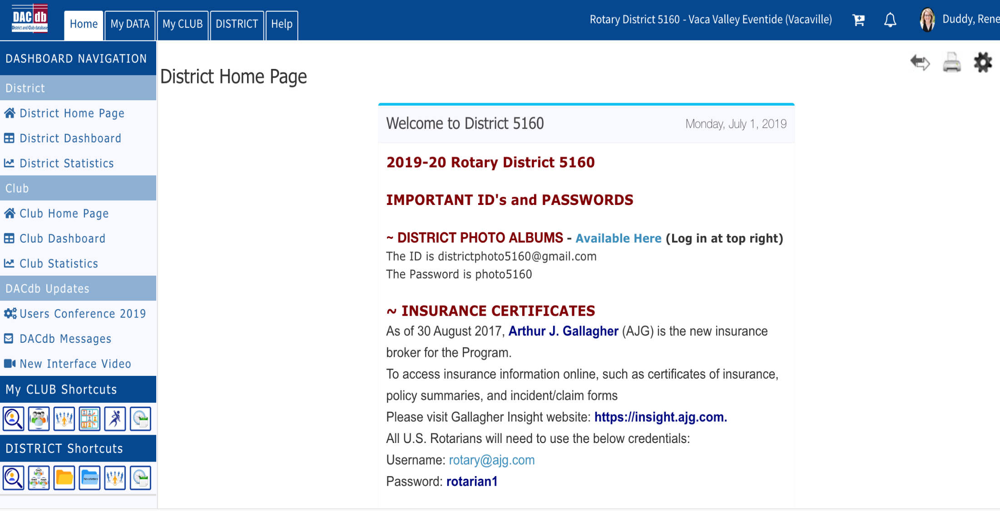 DAC db
District and Club database
Home
My DATA
My CLUB
DISTRICT
Help
Rotary District 5160 - Vaca Valley Eventide (Vacaville)
Duddy, Rene
DASHBOARD NAVIGATION
District
District Home Page
District Dashboard
District Statistics
Club
Club Home Page
Club Dashboard
Club Statistics
DACdb Updates
Users Conference 2019
DACdb Messages
New Interface Video
My CLUB Shortcuts
DISTRICT Shortcuts
Newsletters
District Home Page
Welcome to District 5160
Monday, July 1, 2019
2019-20 Rotary District 5160
IMPORTANT ID's and PASSWORDS
~ DISTRICT PHOTO ALBUMS - Available Here (Log in at top right)
The ID is districtphoto5160@gmail.com
The Password is photo5160
~ INSURANCE CERTIFICATES
As of 30 August 2017, Arthur J. Gallagher (AJG) is the new insurance
broker for the Program.
To access insurance information online, such as certificates of insurance,
policy summaries, and incident/claim forms
Please visit Gallagher Insight website: https://insight.ajg.com.
All U.S. Rotarians will need to use the below credentials:
Username: rotary@ajg.com
Password: rotarian1